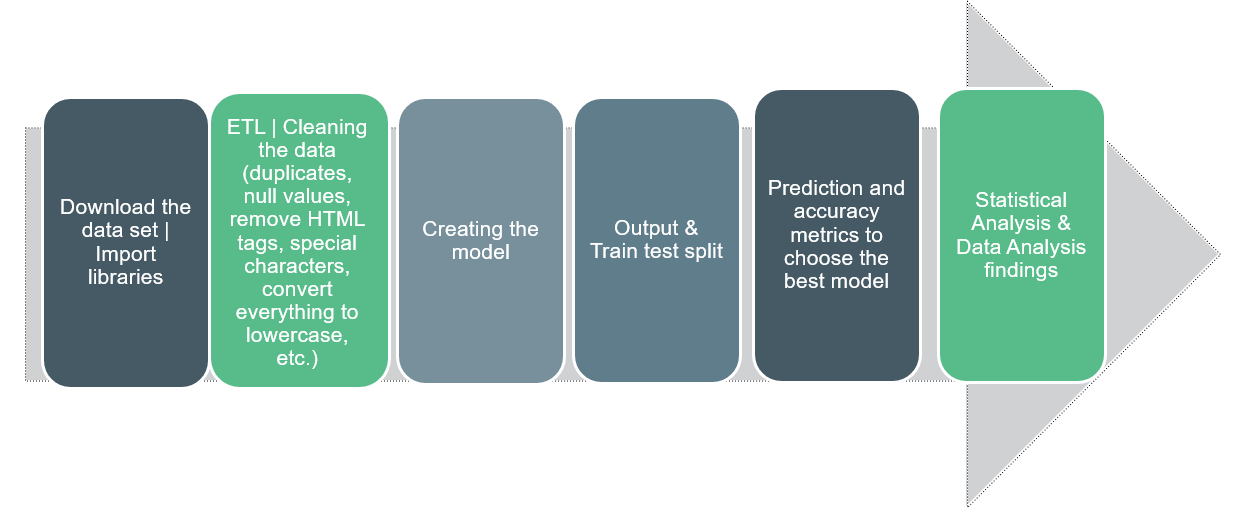 Download the
data set |
Import
libraries
ETL | Cleaning
the data
(duplicates,
null values,
remove HTML
tags, special
characters,
convert
everything to
lowercase,
etc.)
Creating the
model
Output &
Train test split
Prediction and
accuracy
metrics to
choose the
best model
Statistical
Analysis &
Data Analysis
findings